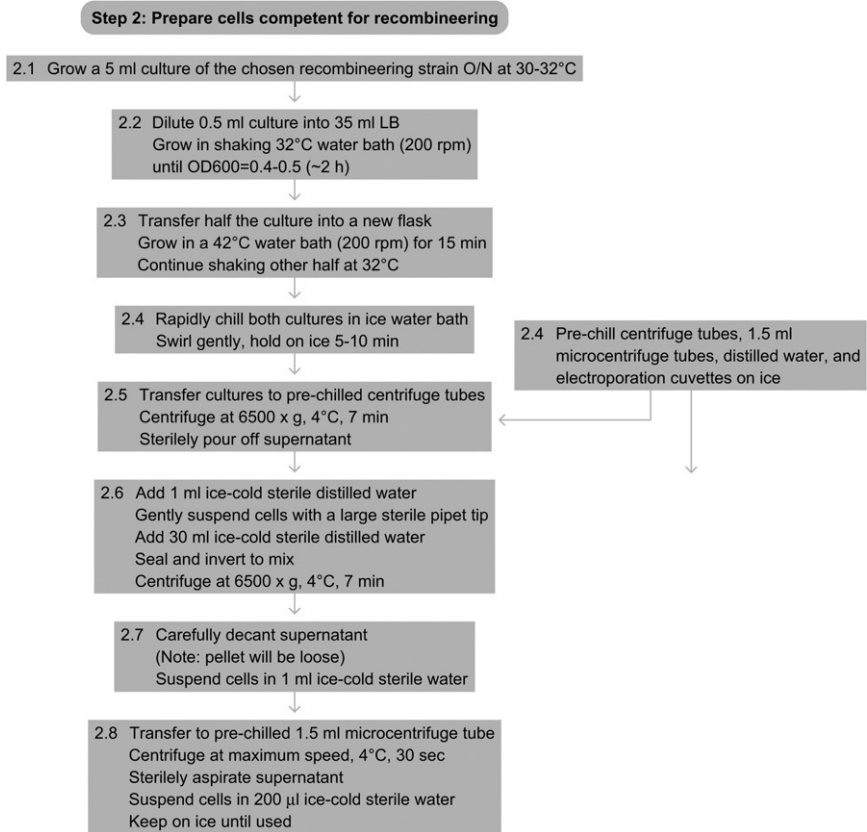 Step 2: Prepare cells competent for recombineering
2.1 Grow a 5 ml culture of the chosen recombineering strain O/N at 30-32°C
2.2 Dilute 0.5 ml culture into 35 ml LB
Grow in shaking 32°C water bath (200 rpm)
until OD600=0.4-0.5 (~2 h)
2.3 Transfer half the culture into a new flask
Grow in a 42°C water bath (200 rpm) for 15 min
Continue shaking other half at 32°C
2.4 Rapidly chill both cultures in ice water bath
Swirl gently, hold on ice 5-10 min
2.4 Pre-chill centrifuge tubes, 1.5 ml
microcentrifuge tubes, distilled water, and
electroporation cuvettes on ice
2.5 Transfer cultures to pre-chilled centrifuge tubes
Centrifuge at 6500 x g, 4°C, 7 min
Sterilely pour off supernatant
2.6 Add 1 ml ice-cold sterile distilled water
Gently suspend cells with a large sterile pipet tip
Add 30 ml ice-cold sterile distilled water
Seal and invert to mix
Centrifuge at 6500 x g, 4°C, 7 min
2.7 Carefully decant supernatant
(Note: pellet will be loose)
Suspend cells in 1 ml ice-cold sterile water
2.8 Transfer to pre-chilled 1.5 ml microcentrifuge tube
Centrifuge at maximum speed, 4°C, 30 sec
Sterilely aspirate supernatant
Suspend cells in 200 µl ice-cold sterile water
Keep on ice until used